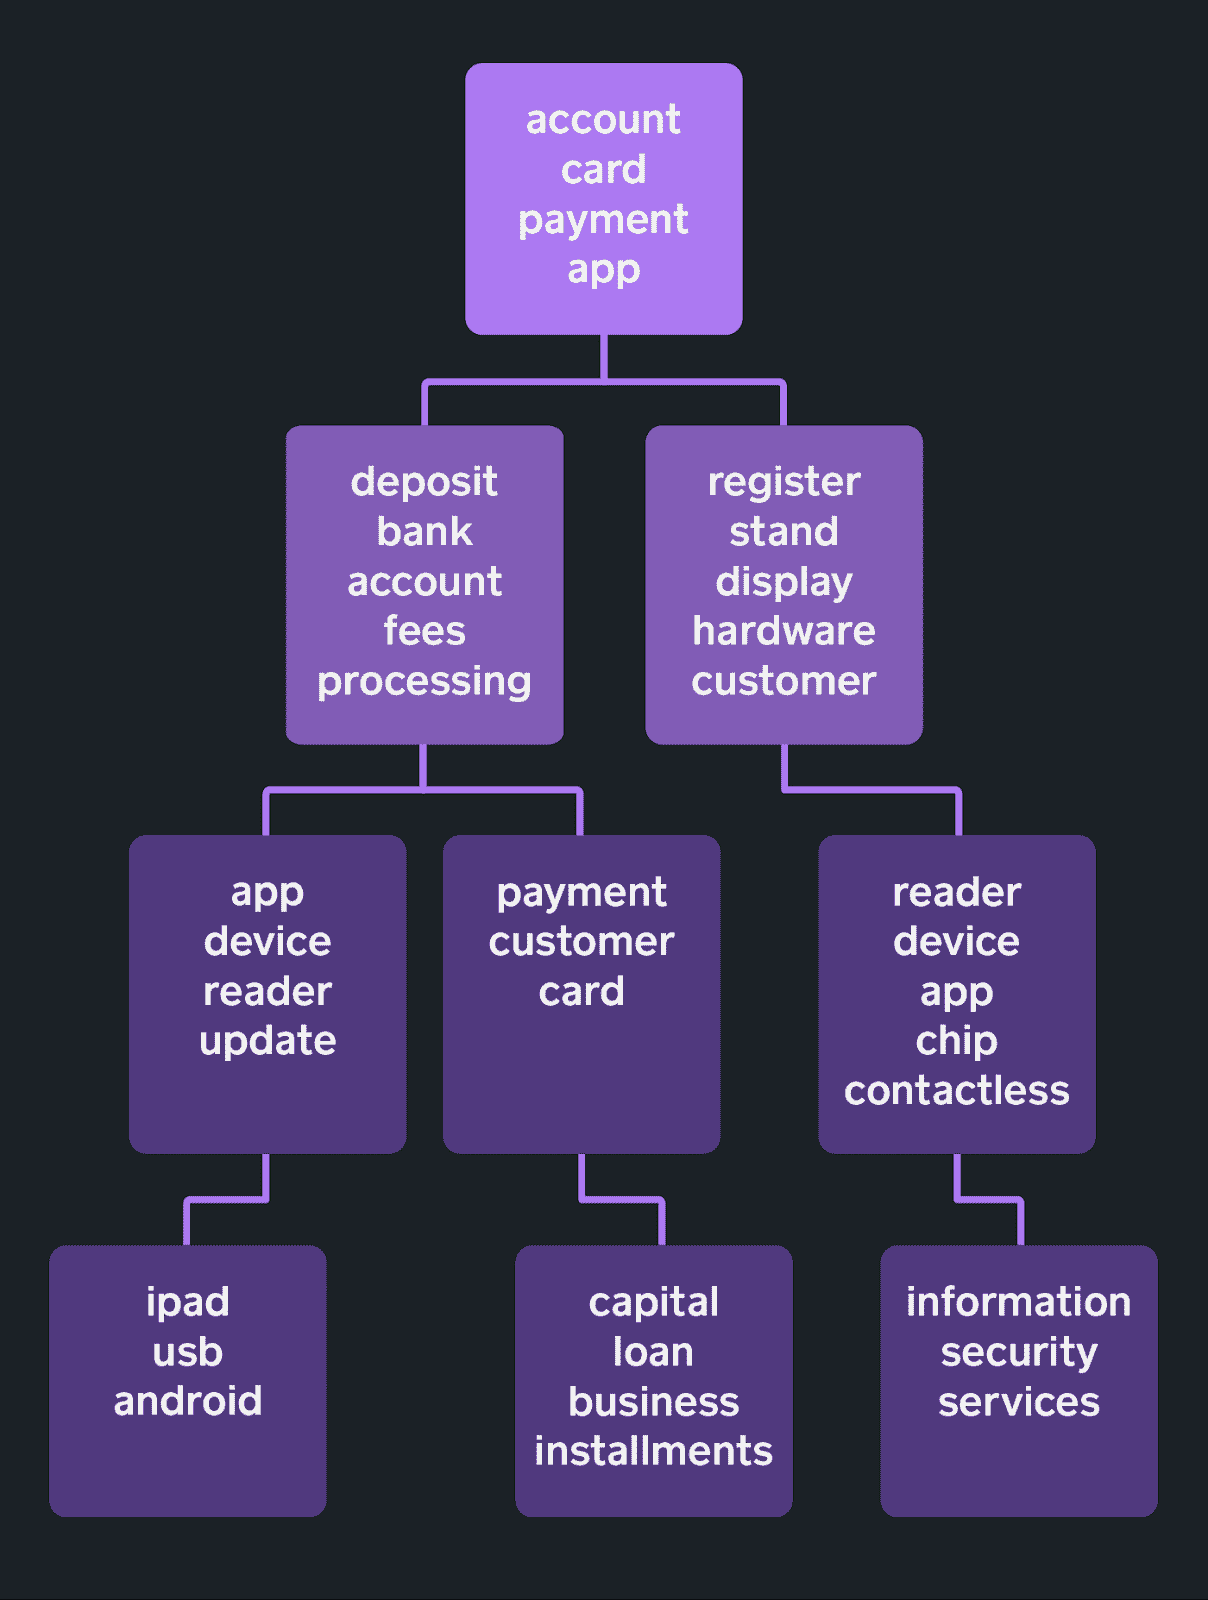 account
card
payment
app
deposit
bank
account
fees
processing
register
stand
display
hardware
customer
app
device
reader
update
payment
customer
card
reader
device
app
chip
contactless
ipad
usb
android
capital
loan
business
installments
information
security
services